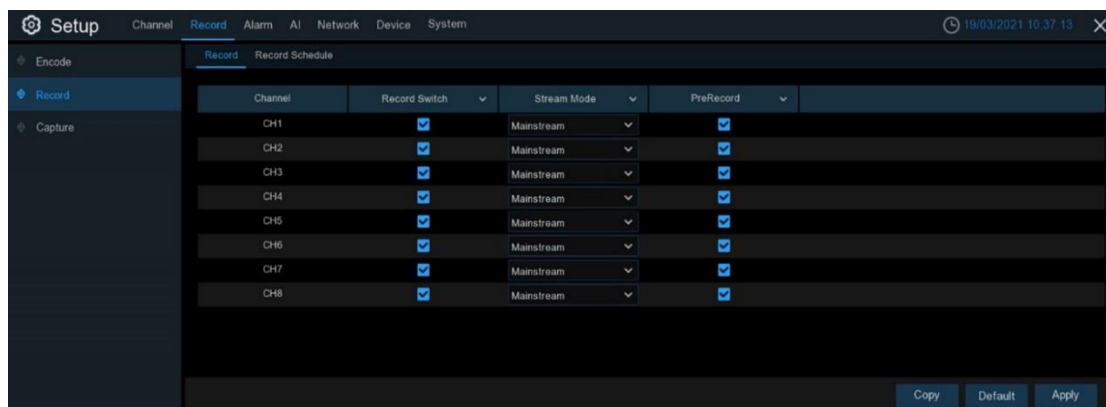 Setup Channel Record Alarm AI Network Device System 19/03/2021 10:37:13
Encode
Record
Capture
Record Record Schedule
Channel Record Switch Stream Mode PreRecord
CH1 Mainstream
CH2 Mainstream
CH3 Mainstream
CH4 Mainstream
CH5 Mainstream
CH6 Mainstream
CH7 Mainstream
CH8 Mainstream
Copy Default Apply